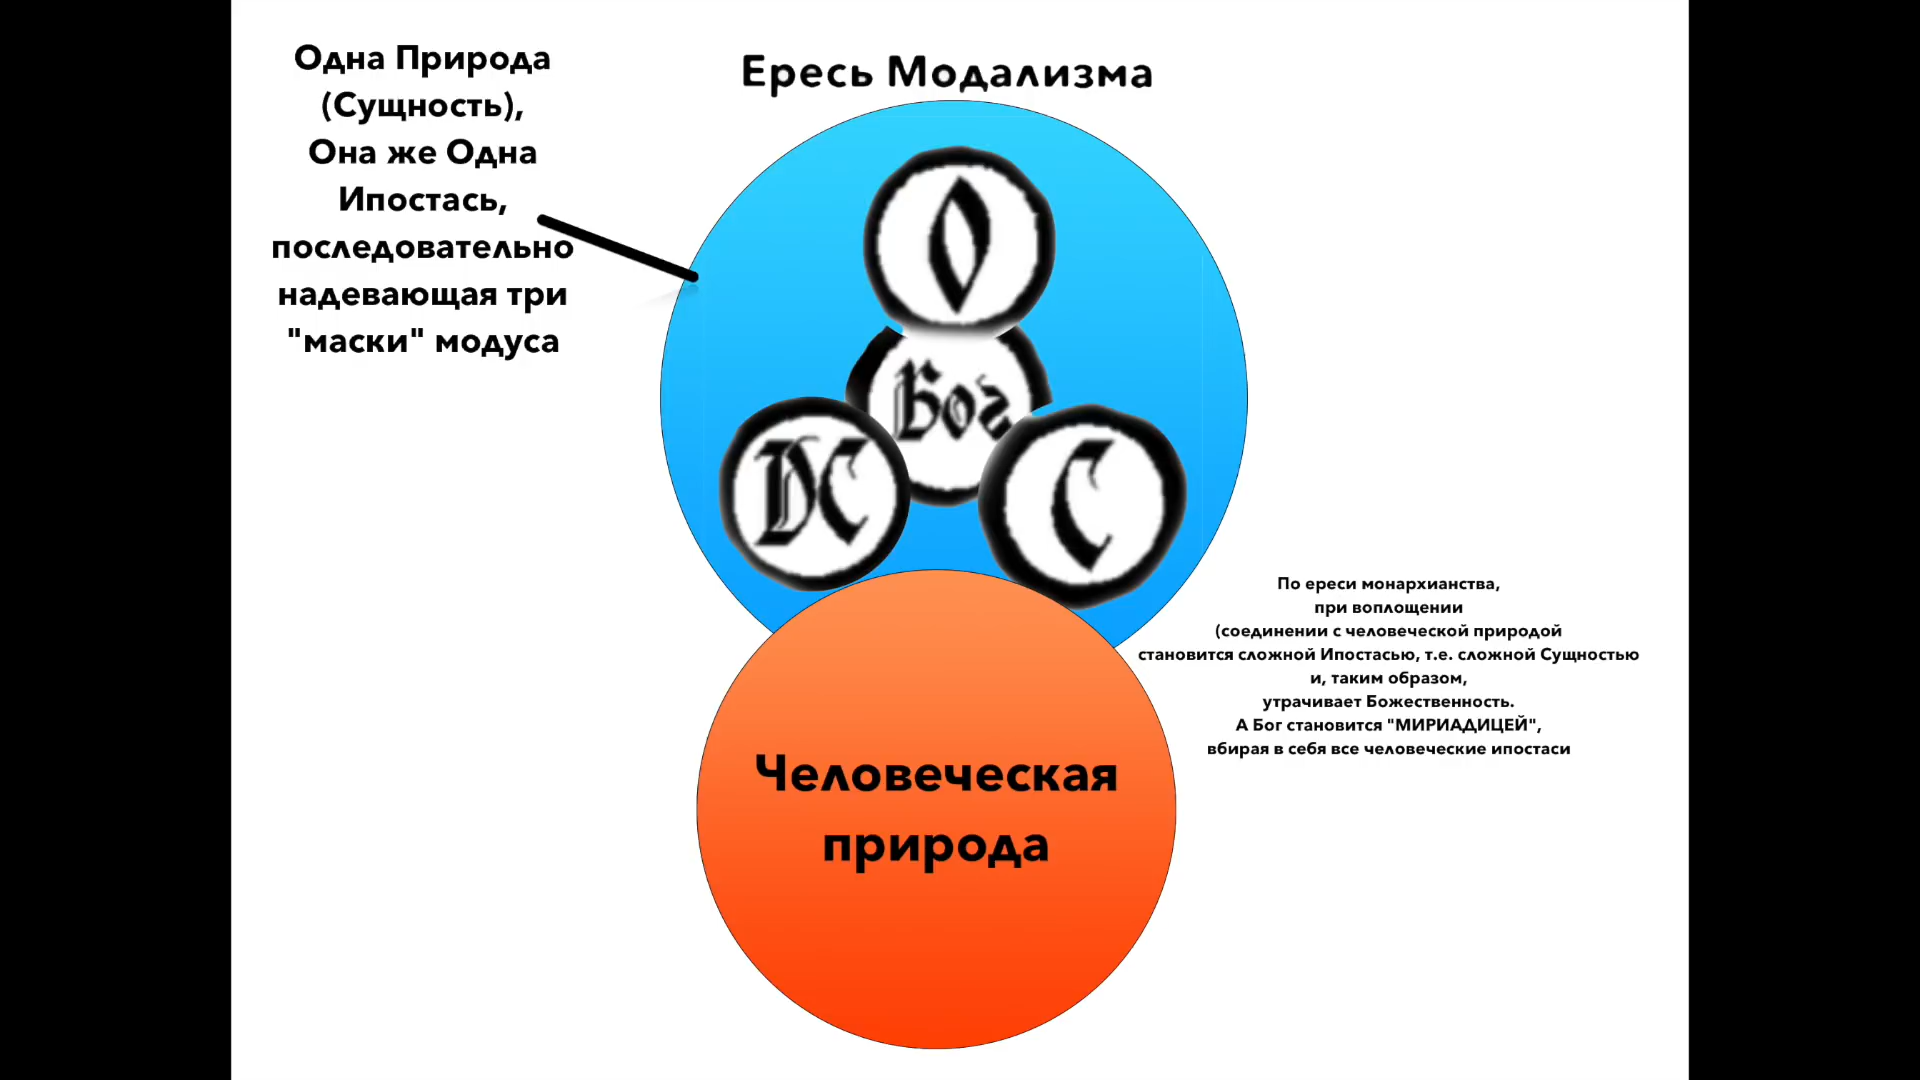 Одна Природа
(Сущность),
Она же Одна
Ипостась,
последовательно
надевающая три
"маски" модуса
Ересь Модализма
О
Бог
ДС
С
Человеческая
природа
По ереси монархианства,
при воплощении
(соединении с человеческой природой
становится сложной Ипостасью, т.е. сложной Сущностью
и, таким образом,
утрачивает Божественность.
А Бог становится "МИРИАДИЦЕЙ",
вбирая в себя все человеческие ипостаси